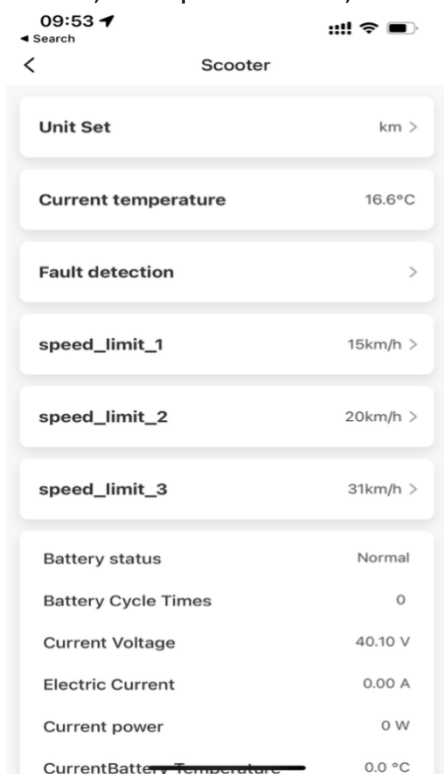 09:53
Search
Scooter
Unit Set km
Current temperature 16.6°C
Fault detection
speed_limit_1 15km/h
speed_limit_2 20km/h
speed_limit_3 31km/h
Battery status Normal
Battery Cycle Times 0
Current Voltage 40.10 V
Electric Current 0.00 A
Current power 0 W
CurrentBattery Temperature 0.0 °C